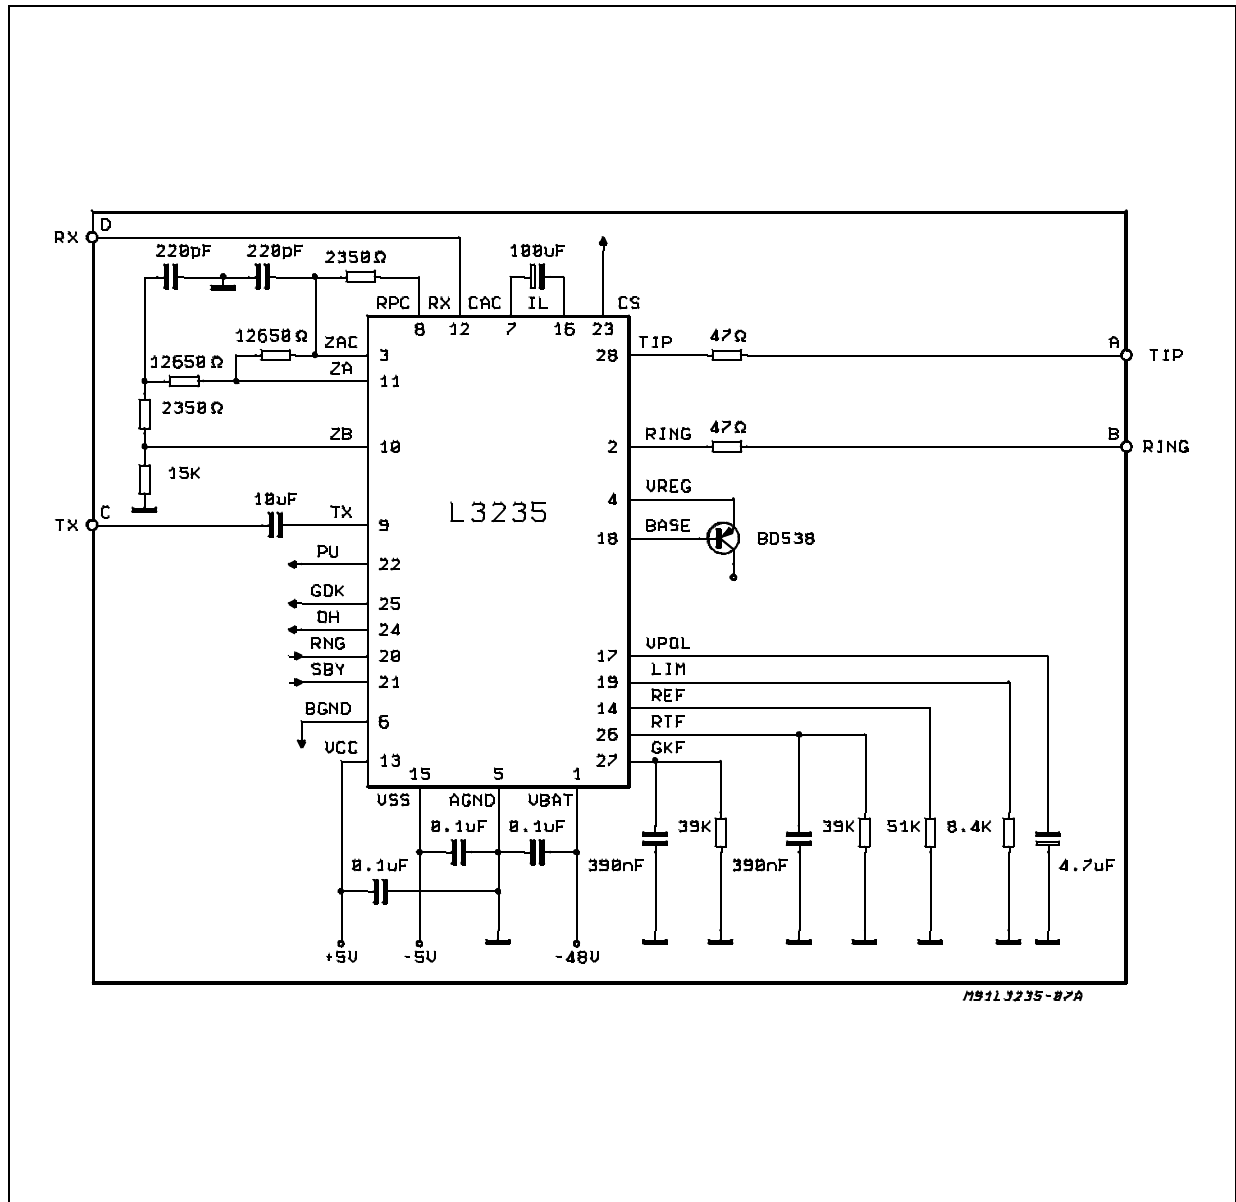 D
RX
220pF 220pF 2350Ω 100uF
RPC RX CAC IL CS
8 12 7 16 23
12650Ω ZAC 3
12650Ω ZA 11
2350Ω
ZB 10
15K
10uF TX 9
TX C
PU 22
GDK 25
OH 24
RNG 20
SBY 21
BGND 6
VCC 13
L3235
28 TIP 47Ω A TIP
2 RING 47Ω B RING
4 VREG
18 BASE BD538
17 VPOL
19 LIM
14 REF
26 RTF
27 GKF
15 5 1
VSS AGND VBAT
0.1uF 0.1uF
0.1uF
39K 39K 51K 8.4K
390nF 390nF 4.7uF
+5V -5V -48V
M91L3235-07A